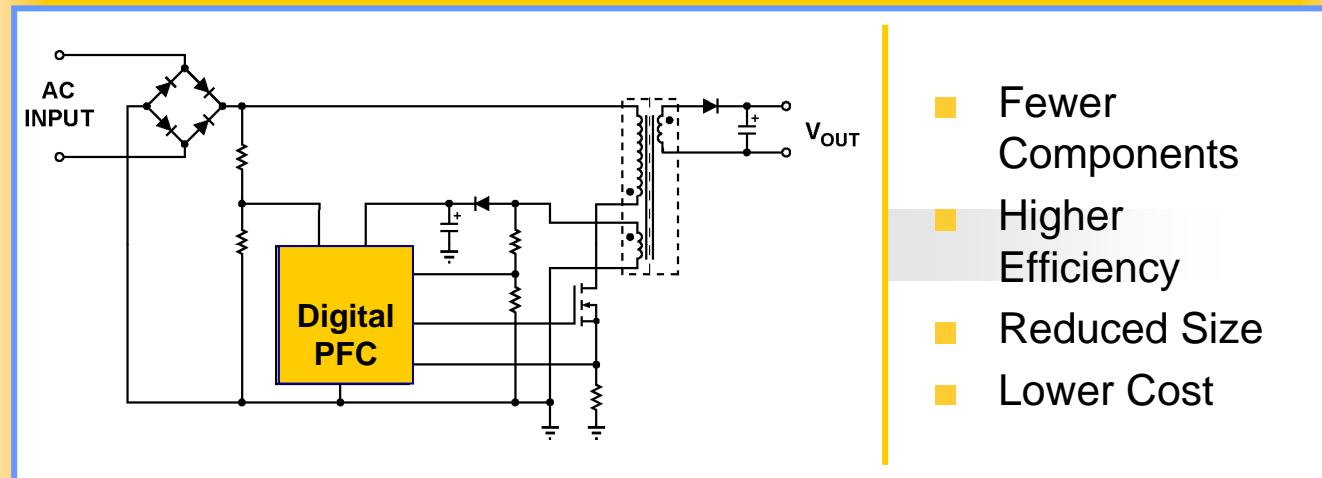 AC
INPUT
Digital
PFC
+
+
VOUT
Fewer
Components
Higher
Efficiency
Reduced Size
Lower Cost